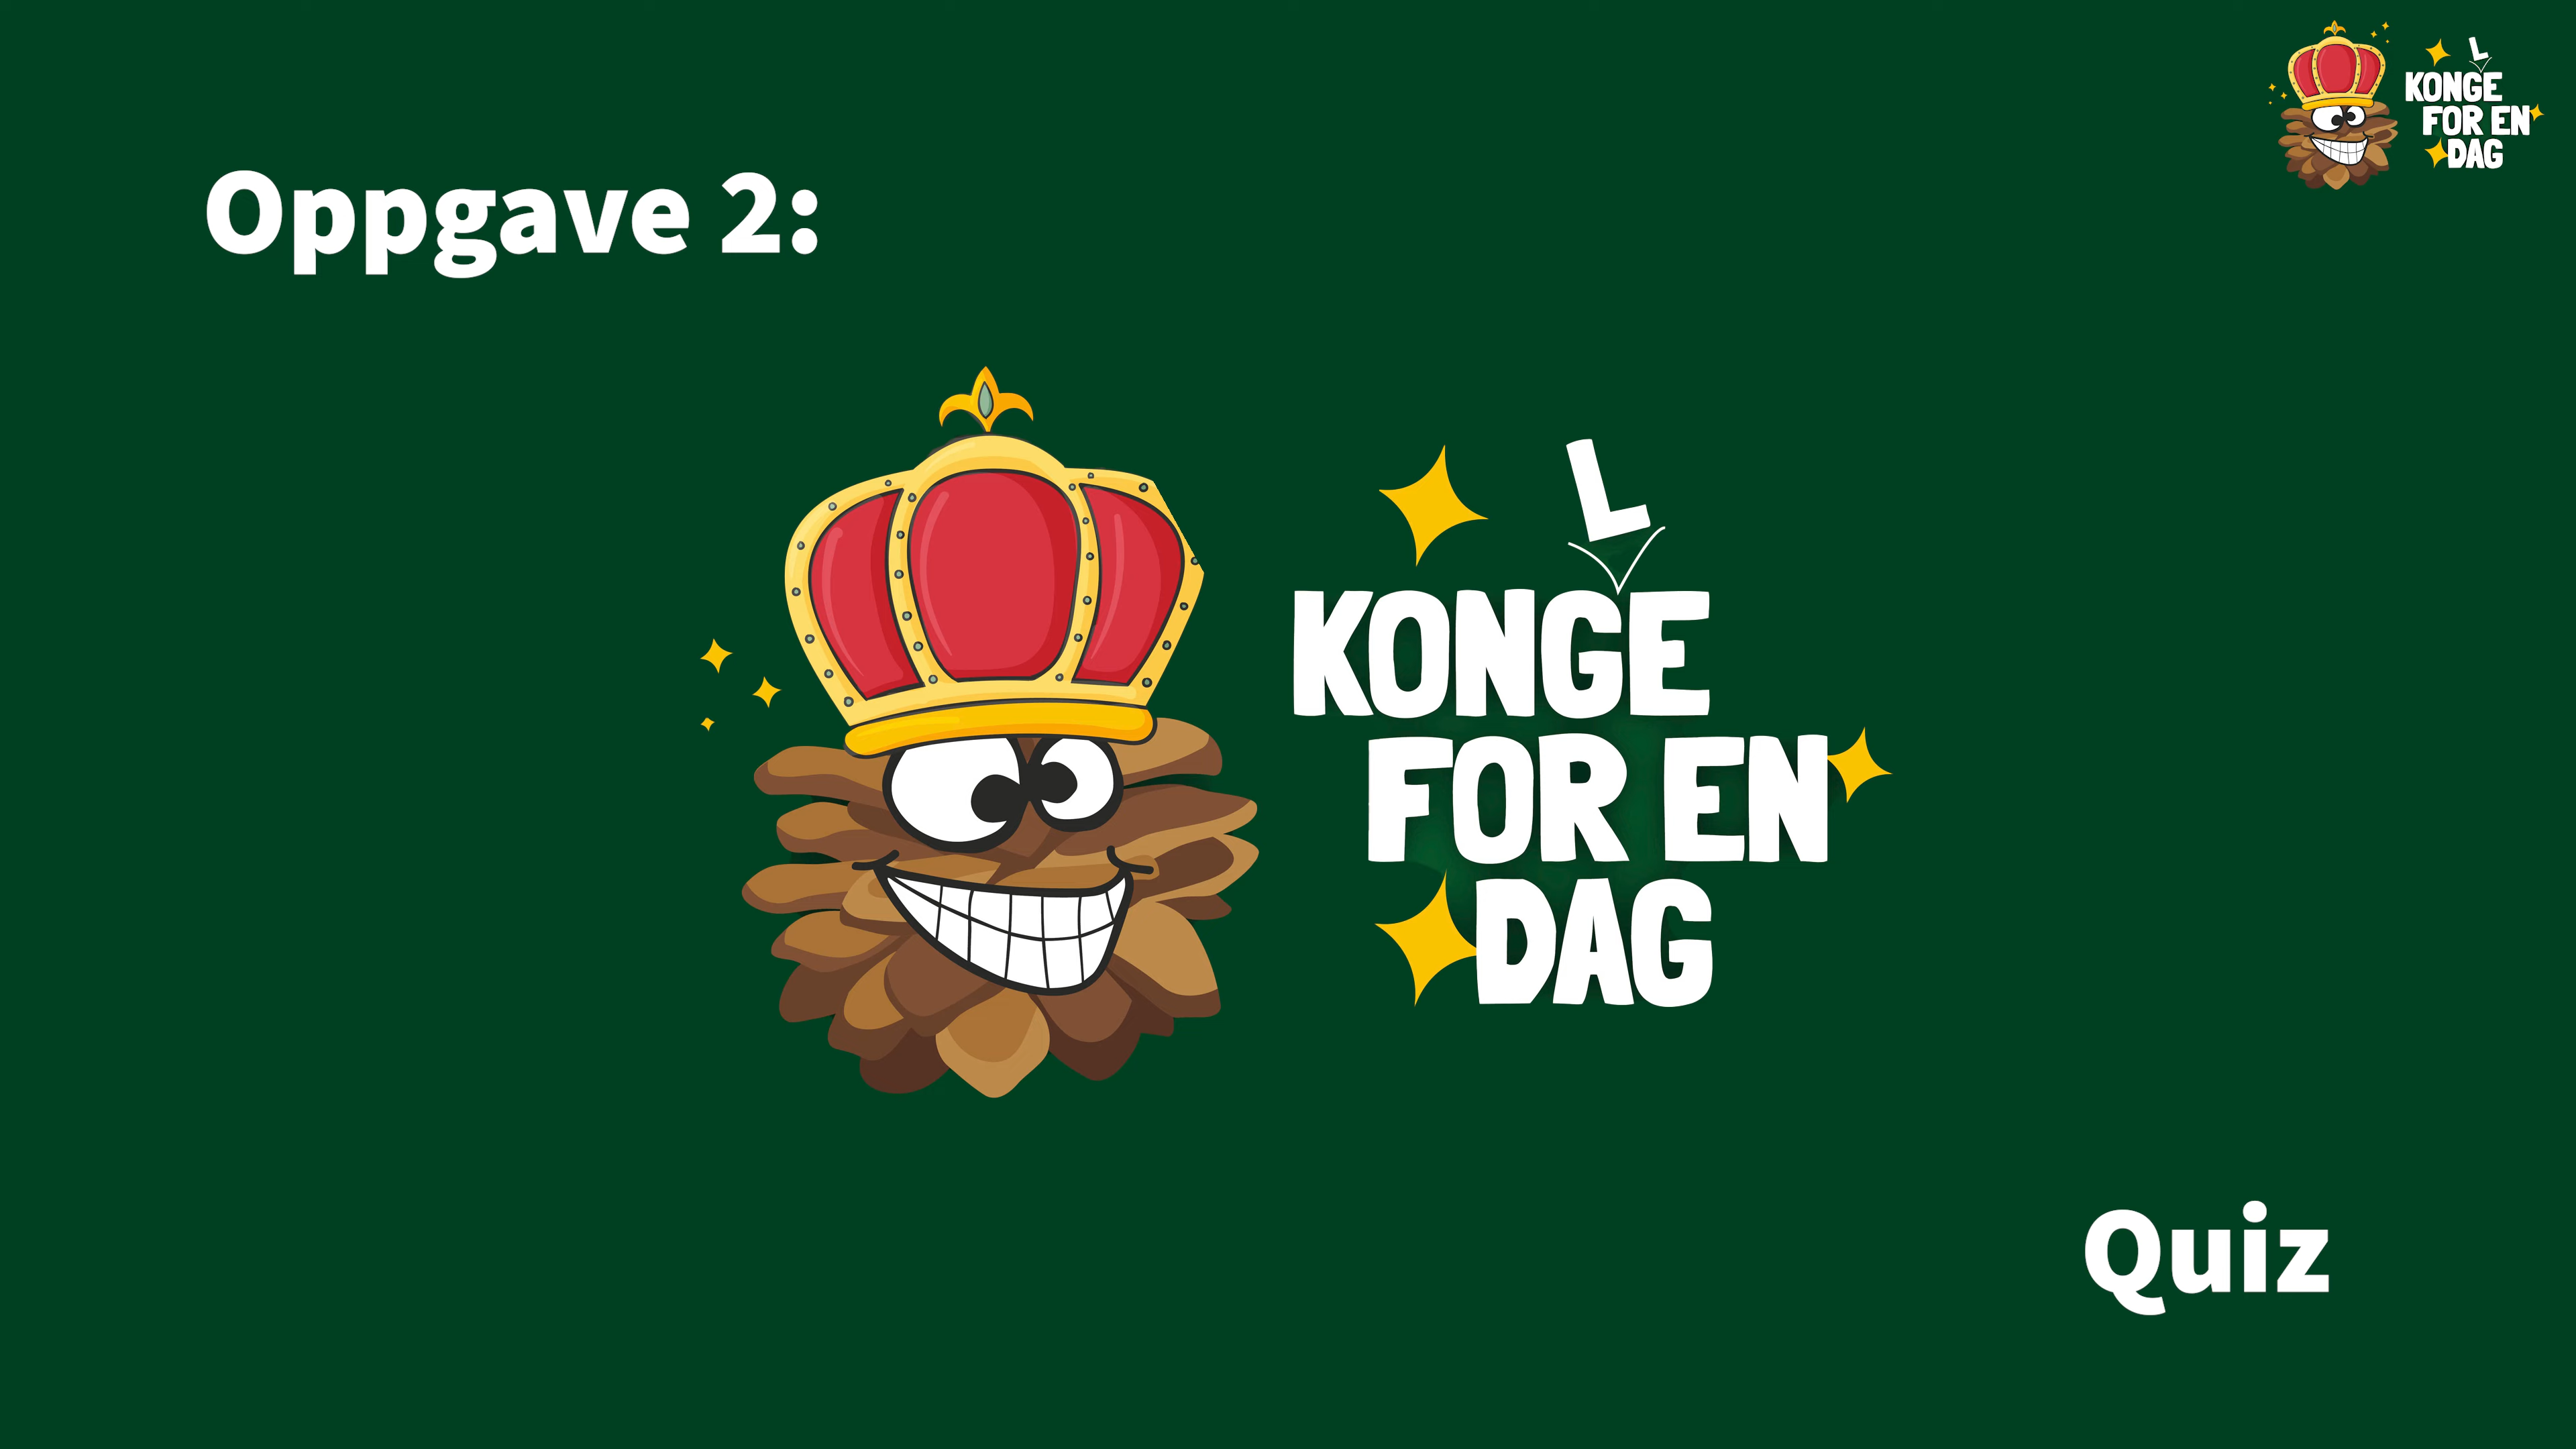 Oppgave 2:
L
KONGE
FOR EN
DAG
L
KONGE
FOR EN
DAG
Quiz